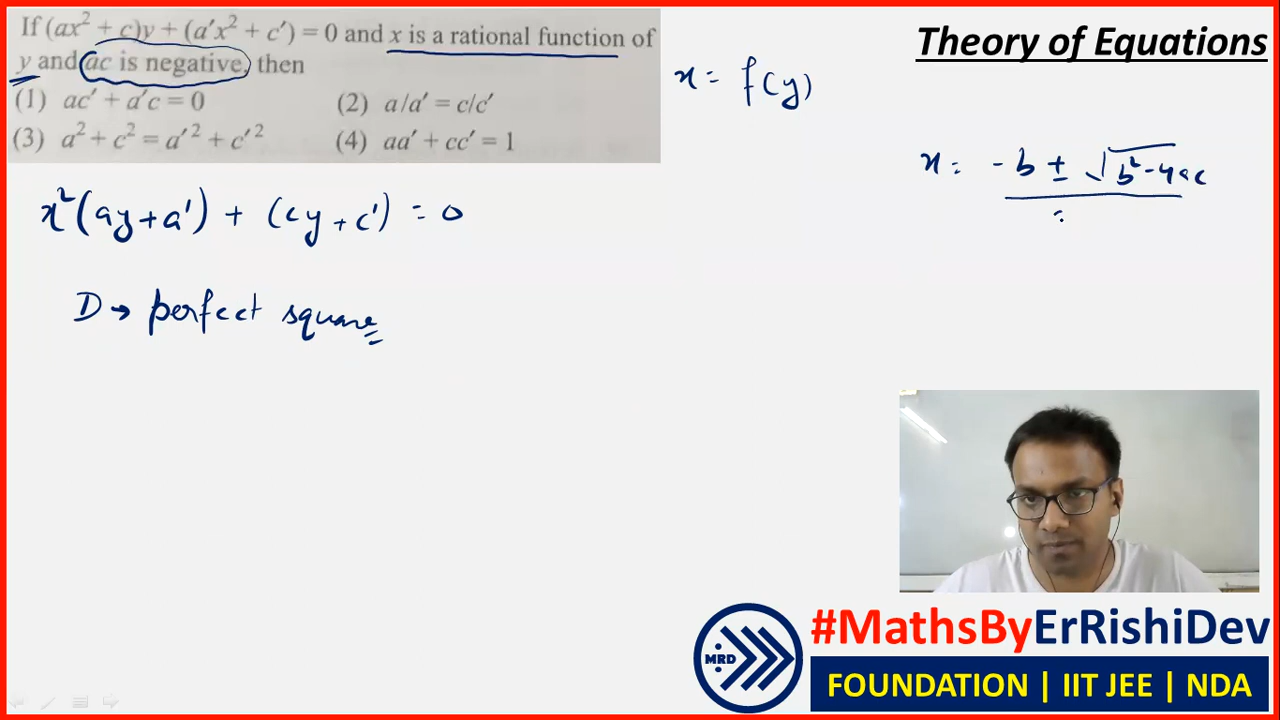 If (ax² + c)y + (a′x² + c′) = 0 and x is a rational function of
y and ac is negative, then
(1) ac′ + a′c = 0 (2) a/a′ = c/c′
(3) a² + c² = a′² + c′² (4) aa′ + cc′ = 1
Theory of Equations
x = f(y)
x = -b ± √b²-4ac
x²(ay+a') + (cy+c') = 0
D → perfect square
MRD
#MathsByErRishiDev
FOUNDATION | IIT JEE | NDA